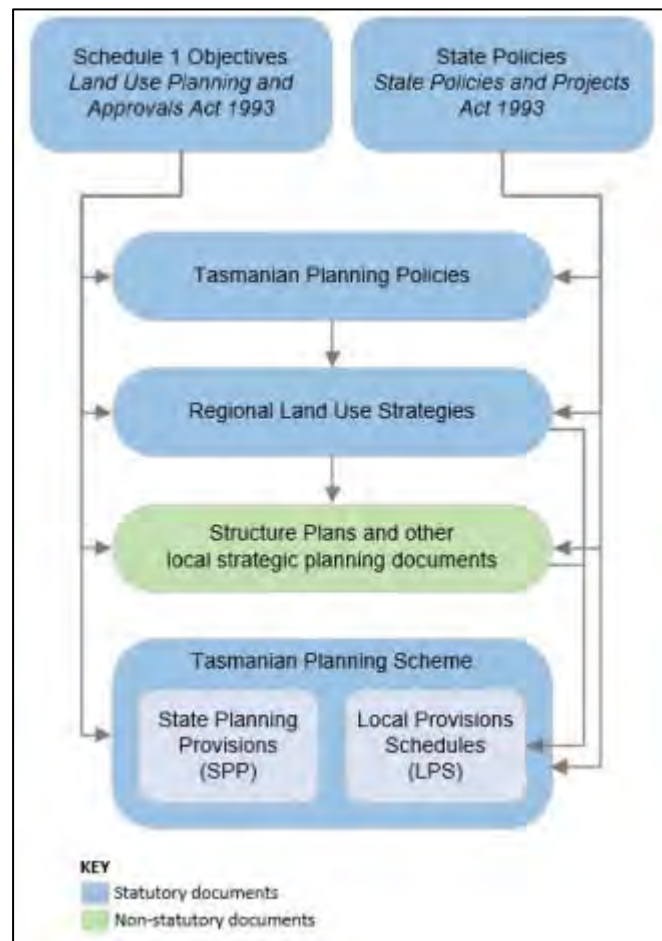 Schedule 1 Objectives
Land Use Planning and
Approvals Act 1993
State Policies
State Policies and Projects
Act 1993
Tasmanian Planning Policies
Regional Land Use Strategies
Structure Plans and other
local strategic planning documents
Tasmanian Planning Scheme
State Planning
Provisions
(SPP)
Local Provisions
Schedules
(LPS)
KEY
Statutory documents
Non-statutory documents